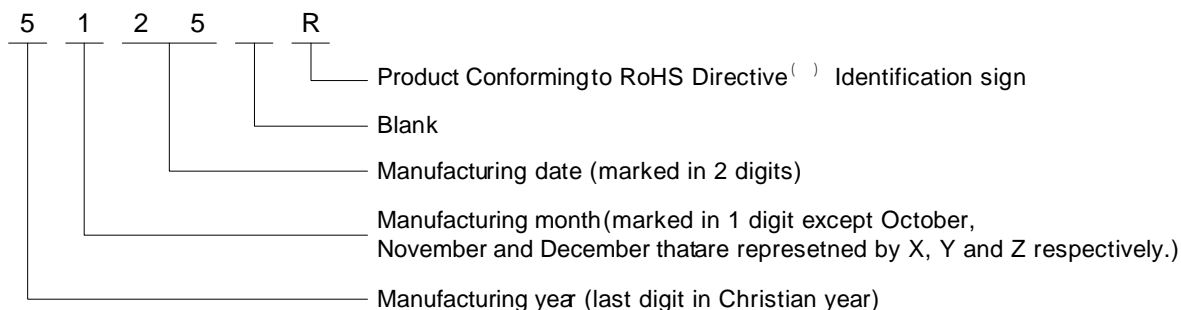 5 1 2 5 R
Product Conformingto RoHS Directive( ) Identification sign
Blank
Manufacturing date (marked in 2 digits)
Manufacturing month(marked in 1 digit except October,
November and December thatare represetned by X, Y and Z respectively.)
Manufacturing year (last digit in Christian year)